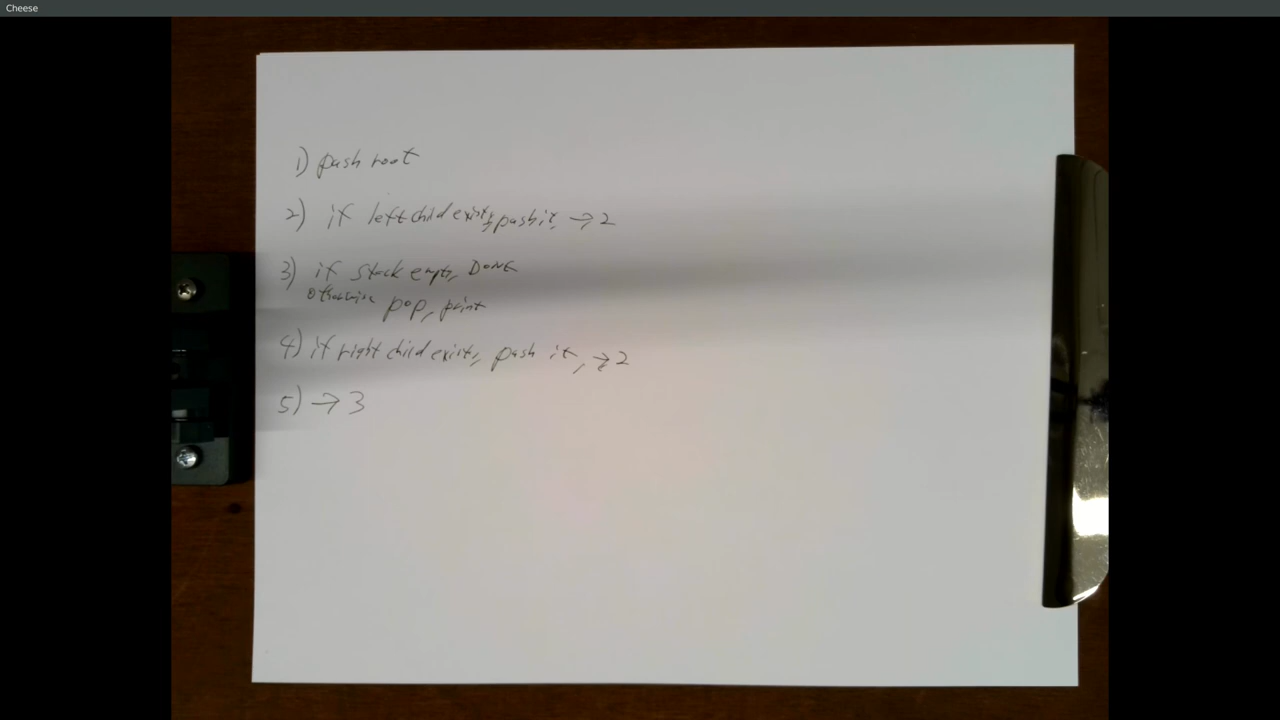 Cheese
1) push root
2) if left child exists, push it, → 2
3) if stack empty, DONE
otherwise pop, print
4) if right child exists, push it, → 2
5) → 3